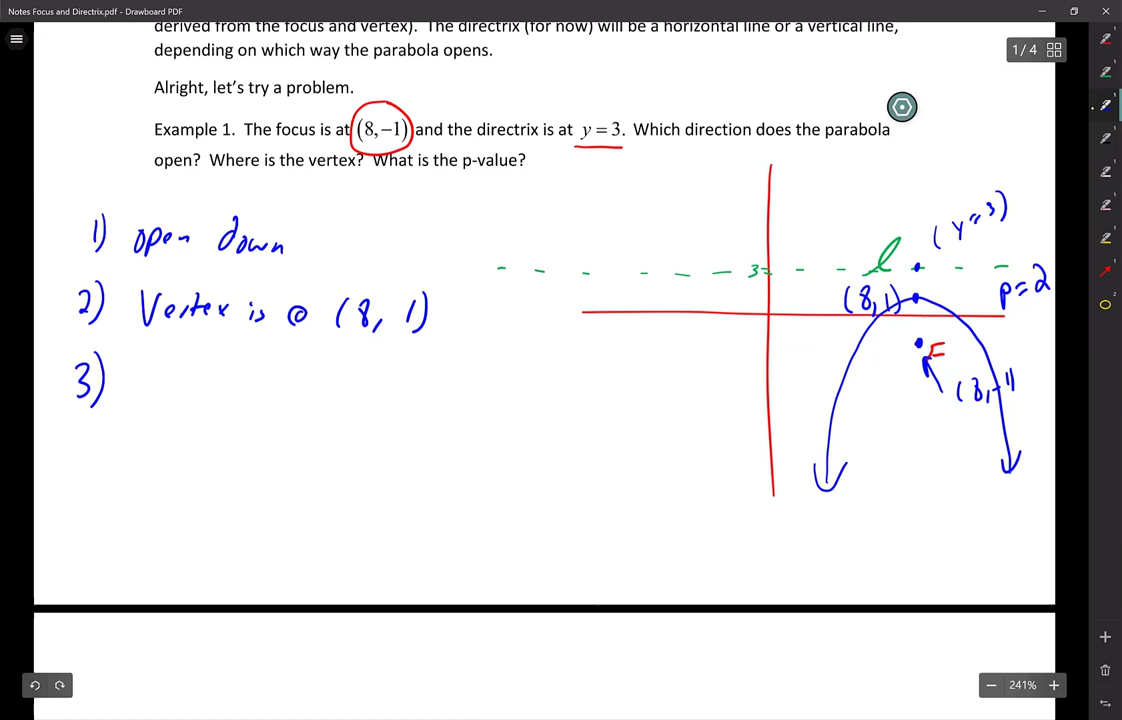 Notes Focus and Directrix.pdf - Drawboard PDF
derived from the focus and vertex). The directrix (for now) will be a horizontal line or a vertical line,
depending on which way the parabola opens.
1/4
Alright, let's try a problem.
Example 1. The focus is at (8,−1) and the directrix is at y = 3. Which direction does the parabola
open? Where is the vertex? What is the p-value?
1) open down
(y = 3)
3
l
2) Vertex is @ (8, 1)
(8,1)
p = 2
F
3)
(8,-1)
241%